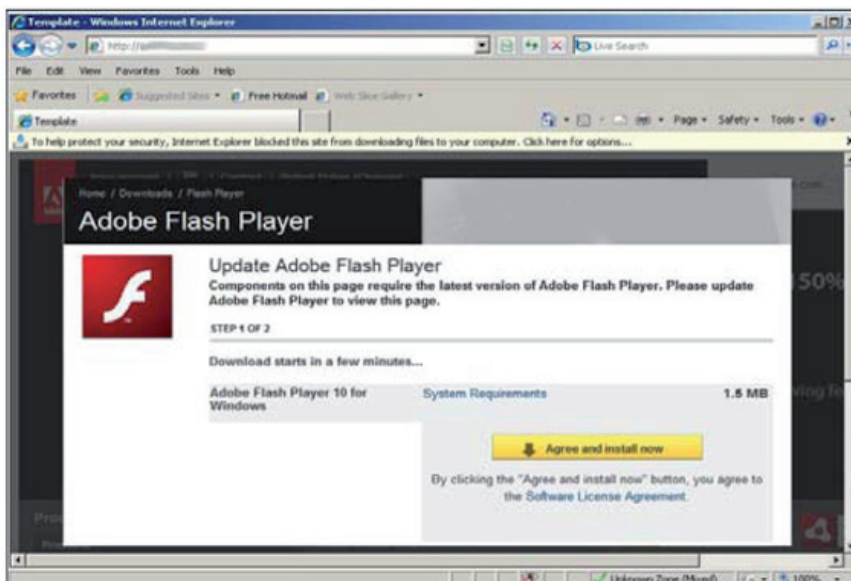 Template - Windows Internet Explorer
http://
Live Search
File Edit View Favorites Tools Help
Favorites Suggested Sites Free Hotmail Web Slice Gallery
Template
Page Safety Tools
To help protect your security, Internet Explorer blocked this site from downloading files to your computer. Click here for options...
Home / Downloads / Flash Player
Adobe Flash Player
Update Adobe Flash Player
Components on this page require the latest version of Adobe Flash Player. Please update
Adobe Flash Player to view this page.
150%
STEP 1 OF 2
Download starts in a few minutes...
Adobe Flash Player 10 for
Windows
System Requirements
1.5 MB
Agree and install now
By clicking the "Agree and install now" button, you agree to
the Software License Agreement.
Unknown Zone (Mixed)
100%